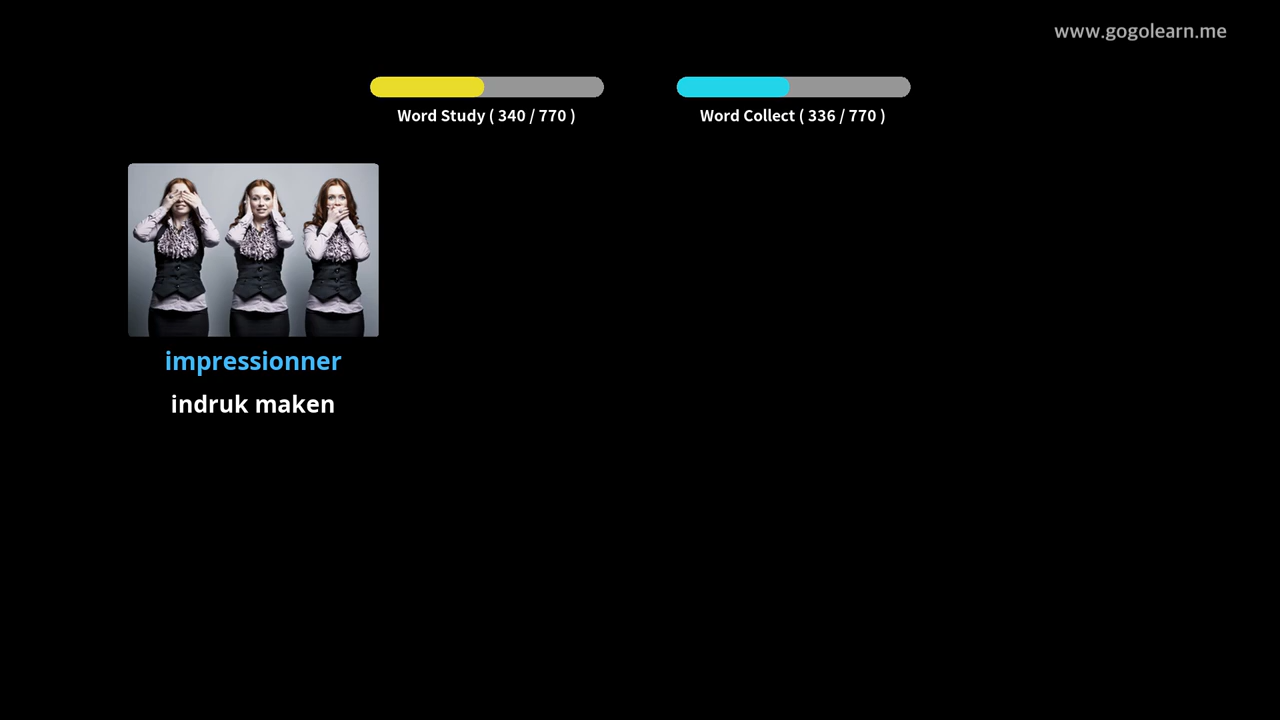 www.gogolearn.me
Word Study ( 340 / 770 )
Word Collect ( 336 / 770 )
impressionner
indruk maken